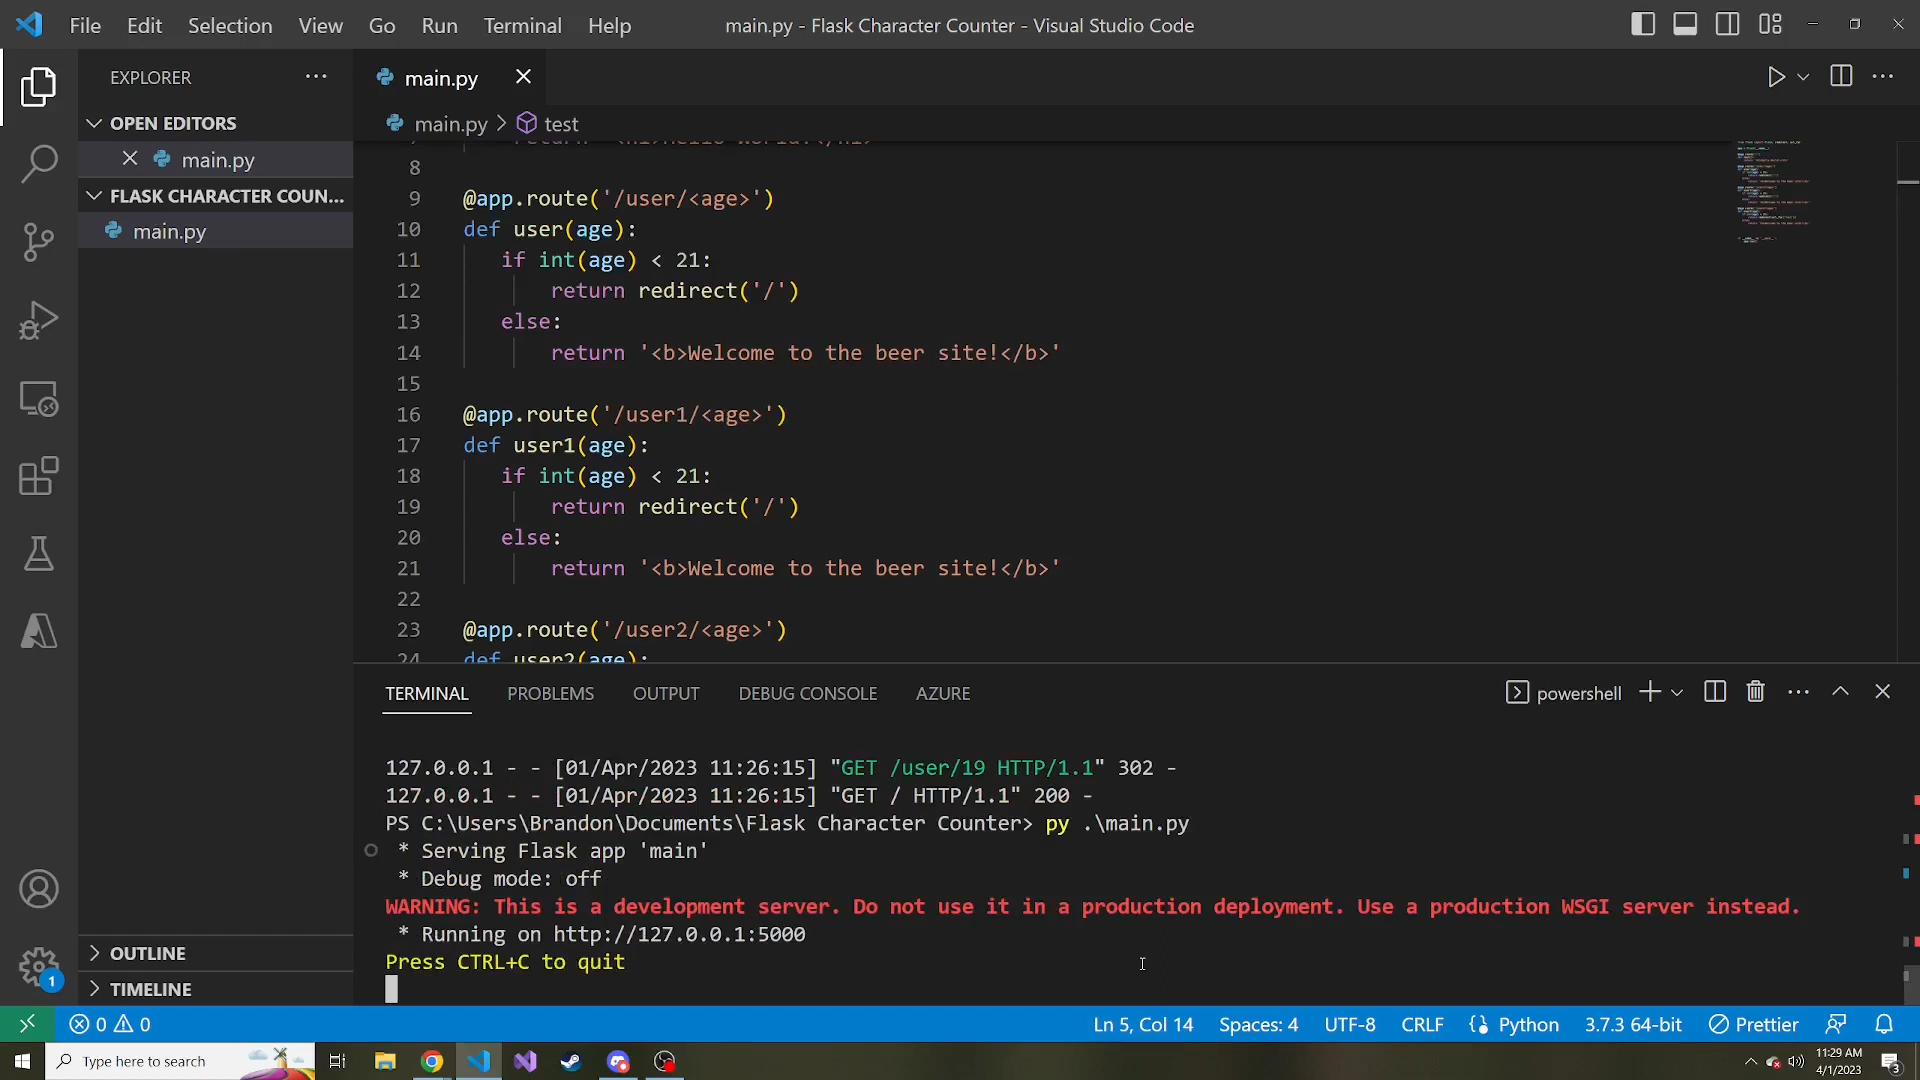 File Edit Selection View Go Run Terminal Help main.py - Flask Character Counter - Visual Studio Code
EXPLORER
OPEN EDITORS
main.py
FLASK CHARACTER COUN...
main.py
OUTLINE
TIMELINE
main.py
main.py > test
8
9 @app.route('/user/<age>')
10 def user(age):
11 if int(age) < 21:
12 return redirect('/')
13 else:
14 return '<b>Welcome to the beer site!</b>'
15
16 @app.route('/user1/<age>')
17 def user1(age):
18 if int(age) < 21:
19 return redirect('/')
20 else:
21 return '<b>Welcome to the beer site!</b>'
22
23 @app.route('/user2/<age>')
24 def user2(age):
TERMINAL PROBLEMS OUTPUT DEBUG CONSOLE AZURE powershell
127.0.0.1 - - [01/Apr/2023 11:26:15] "GET /user/19 HTTP/1.1" 302 -
127.0.0.1 - - [01/Apr/2023 11:26:15] "GET / HTTP/1.1" 200 -
PS C:\Users\Brandon\Documents\Flask Character Counter> py .\main.py
* Serving Flask app 'main'
* Debug mode: off
WARNING: This is a development server. Do not use it in a production deployment. Use a production WSGI server instead.
* Running on http://127.0.0.1:5000
Press CTRL+C to quit
1
0 0 Ln 5, Col 14 Spaces: 4 UTF-8 CRLF Python 3.7.3 64-bit Prettier
Type here to search
11:29 AM
4/1/2023
3